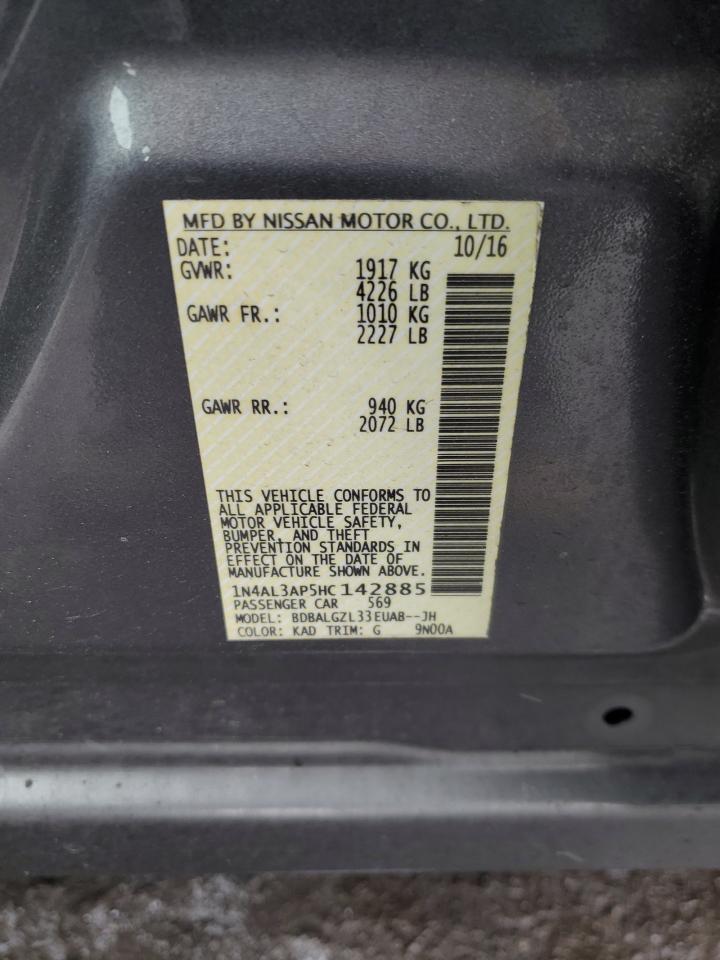 MFD BY NISSAN MOTOR CO., LTD.
DATE: 10/16
GVWR: 1917 KG
4226 LB
GAWR FR.: 1010 KG
2227 LB
GAWR RR.: 940 KG
2072 LB
THIS VEHICLE CONFORMS TO
ALL APPLICABLE FEDERAL
MOTOR VEHICLE SAFETY,
BUMPER, AND THEFT
PREVENTION STANDARDS IN
EFFECT ON THE DATE OF
MANUFACTURE SHOWN ABOVE.
1N4AL3AP5HC142885
PASSENGER CAR 569
MODEL: BDBALGZL33EUAB--JH
COLOR: KAD TRIM: G 9N00A